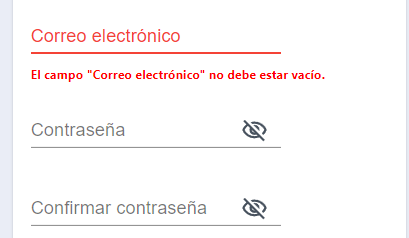 Correo electrónico
El campo "Correo electrónico" no debe estar vacío.
Contraseña
Confirmar contraseña